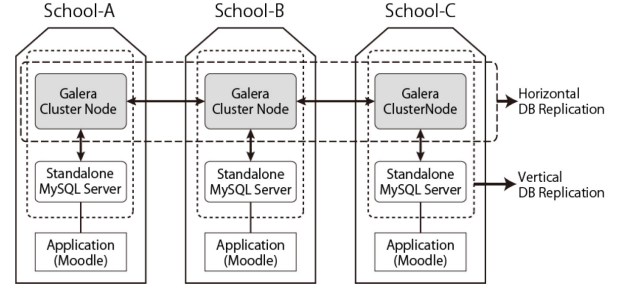 School-A
School-B
School-C
Galera
Cluster Node
Galera
Cluster Node
Galera
ClusterNode
Horizontal
DB Replication
Standalone
MySQL Server
Standalone
MySQL Server
Standalone
MySQL Server
Vertical
DB Replication
Application
(Moodle)
Application
(Moodle)
Application
(Moodle)